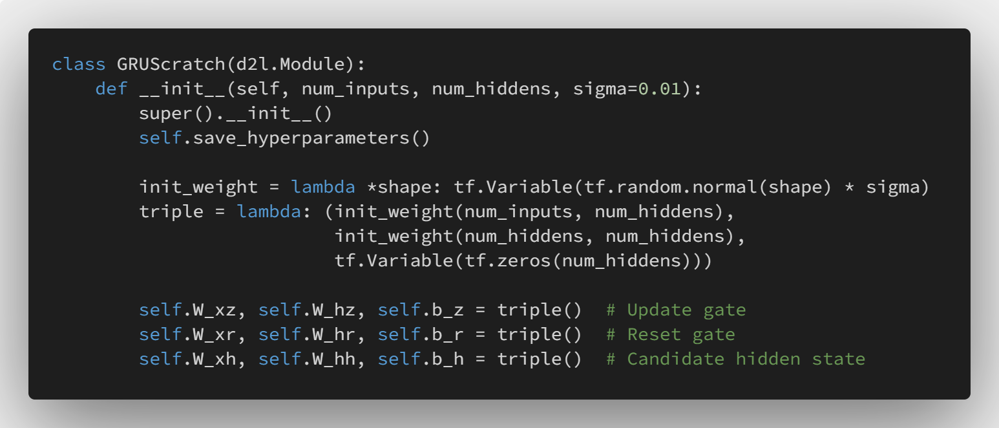 class GRUScratch(d2l.Module):
    def __init__(self, num_inputs, num_hiddens, sigma=0.01):
        super().__init__()
        self.save_hyperparameters()

        init_weight = lambda *shape: tf.Variable(tf.random.normal(shape) * sigma)
        triple = lambda: (init_weight(num_inputs, num_hiddens),
                          init_weight(num_hiddens, num_hiddens),
                          tf.Variable(tf.zeros(num_hiddens)))

        self.W_xz, self.W_hz, self.b_z = triple()  # Update gate
        self.W_xr, self.W_hr, self.b_r = triple()  # Reset gate
        self.W_xh, self.W_hh, self.b_h = triple()  # Candidate hidden state